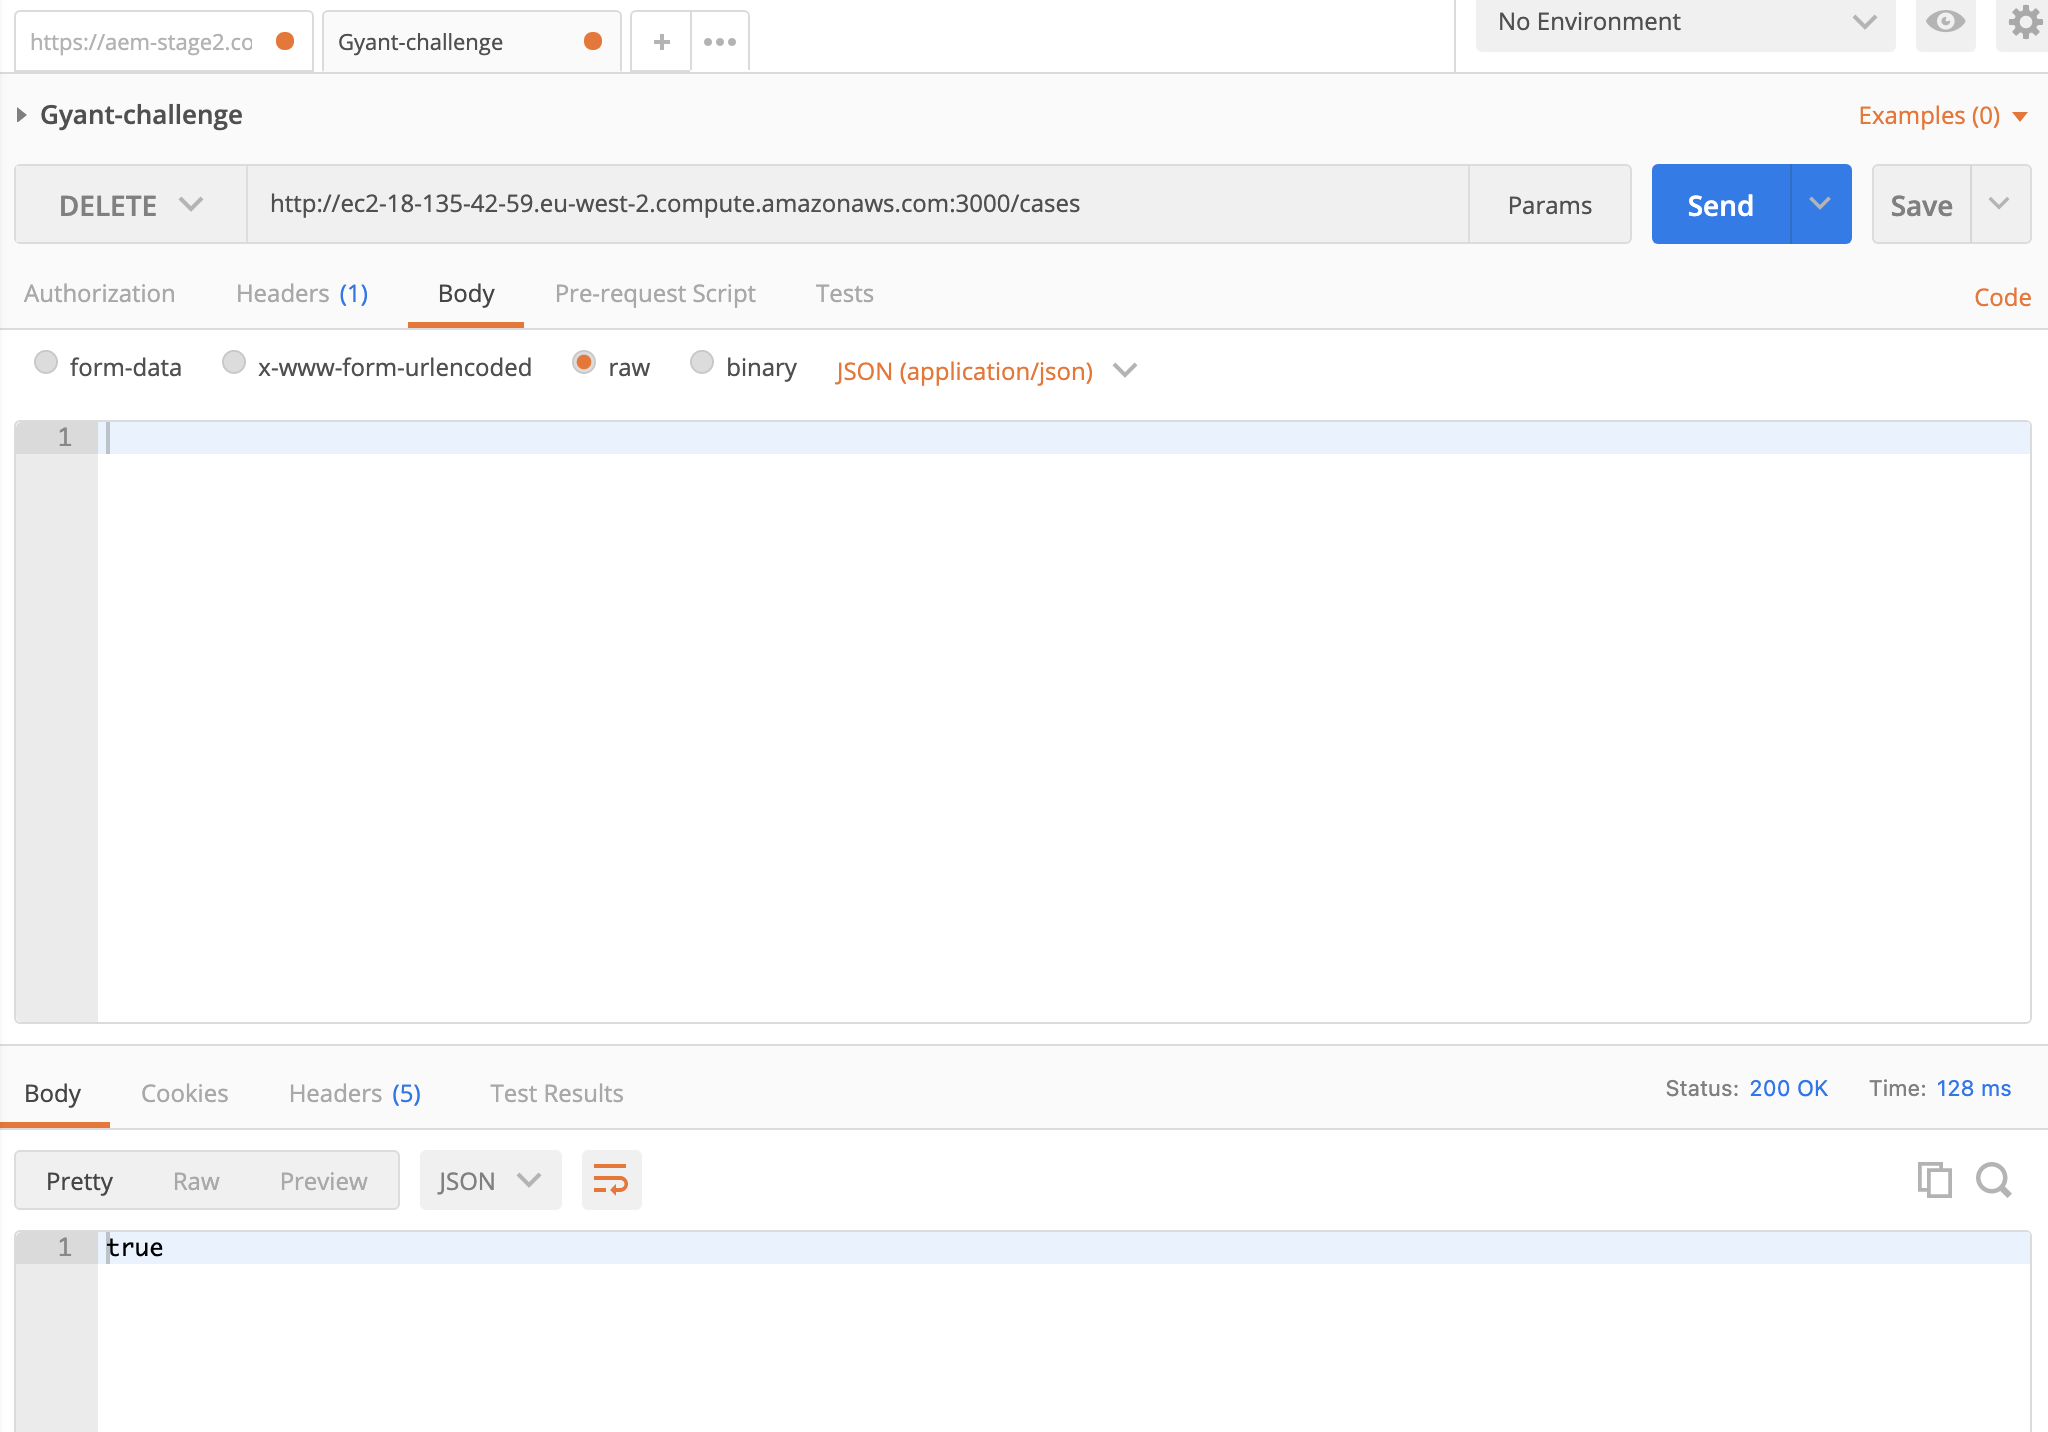 https://aem-stage2.co Gyant-challenge + No Environment
Gyant-challenge Examples (0)
DELETE http://ec2-18-135-42-59.eu-west-2.compute.amazonaws.com:3000/cases Params Send Save
Authorization Headers (1) Body Pre-request Script Tests Code
form-data x-www-form-urlencoded raw binary JSON (application/json)
1
Body Cookies Headers (5) Test Results Status: 200 OK Time: 128 ms
Pretty Raw Preview JSON
1 true